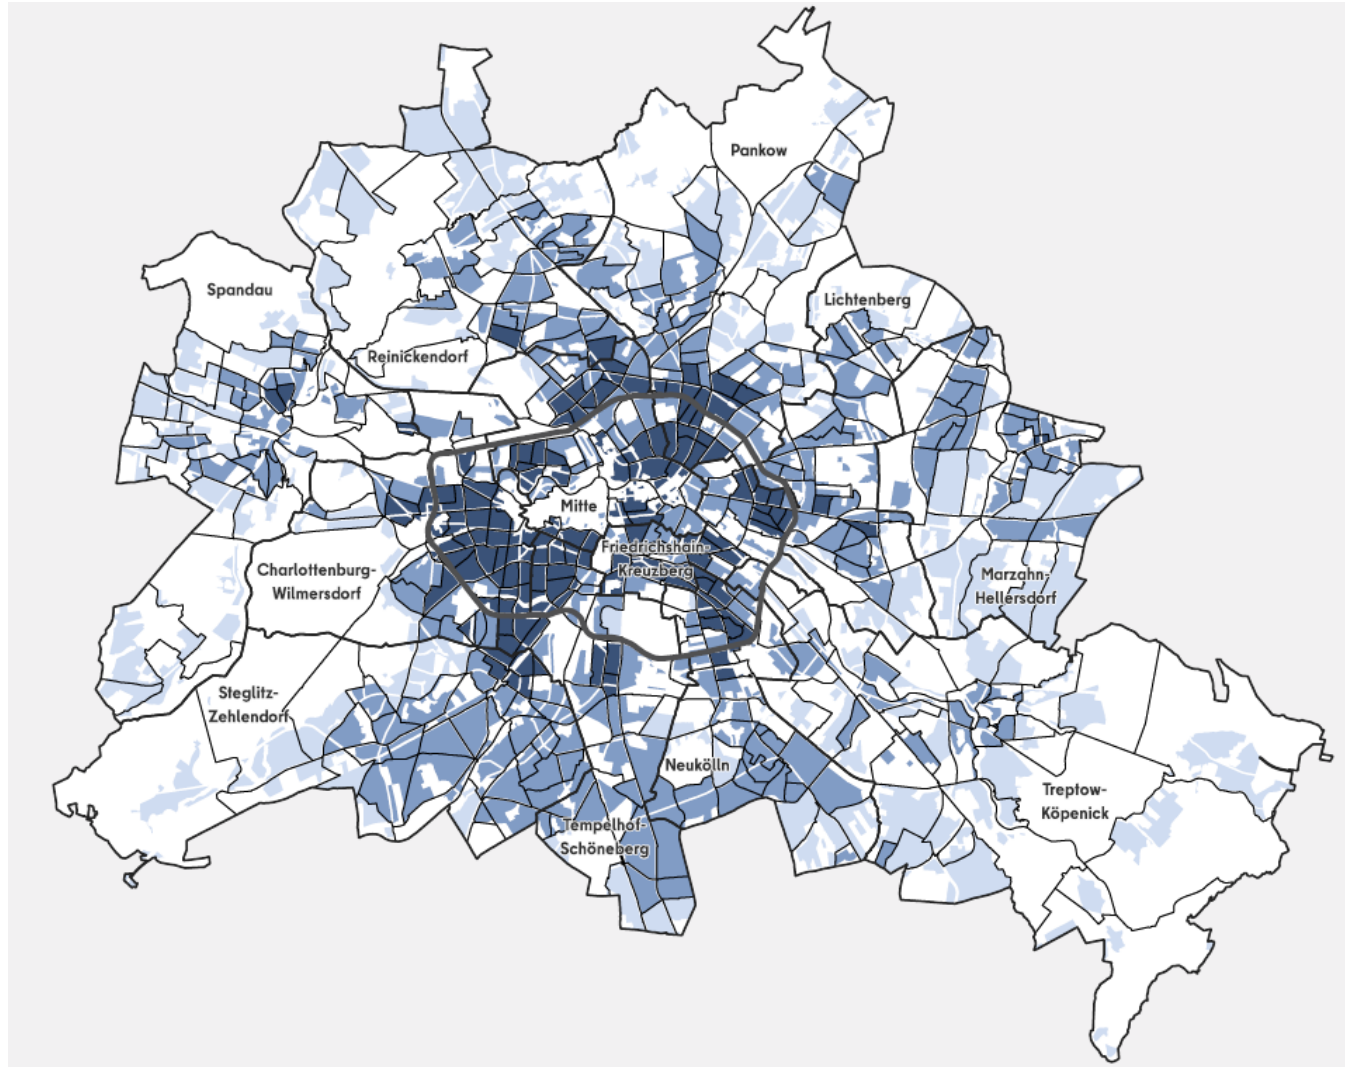 Pankow
Spandau
Lichtenberg
Reinickendorf
Mitte
Friedrichshain-
Kreuzberg
Charlottenburg-
Wilmersdorf
Marzahn-
Hellersdorf
Steglitz-
Zehlendorf
Neukölln
Treptow-
Köpenick
Tempelhof-
Schöneberg